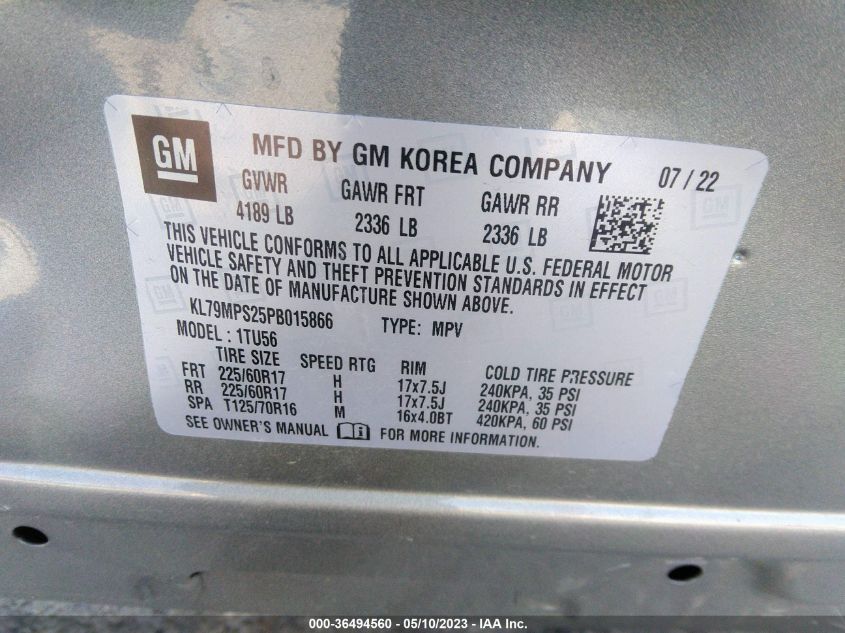 GM MFD BY GM KOREA COMPANY 07 / 22
GVWR GAWR FRT GAWR RR
4189 LB 2336 LB 2336 LB
THIS VEHICLE CONFORMS TO ALL APPLICABLE U.S. FEDERAL MOTOR
VEHICLE SAFETY AND THEFT PREVENTION STANDARDS IN EFFECT
ON THE DATE OF MANUFACTURE SHOWN ABOVE.
KL79MPS25PB015866 TYPE: MPV
MODEL : 1TU56
TIRE SIZE SPEED RTG RIM COLD TIRE PRESSURE
FRT 225/60R17 H 17x7.5J 240KPA, 35 PSI
RR 225/60R17 H 17x7.5J 240KPA, 35 PSI
SPA T125/70R16 M 16x4.0BT 420KPA, 60 PSI
SEE OWNER'S MANUAL FOR MORE INFORMATION.
000-36494560 - 05/10/2023 - IAA Inc.